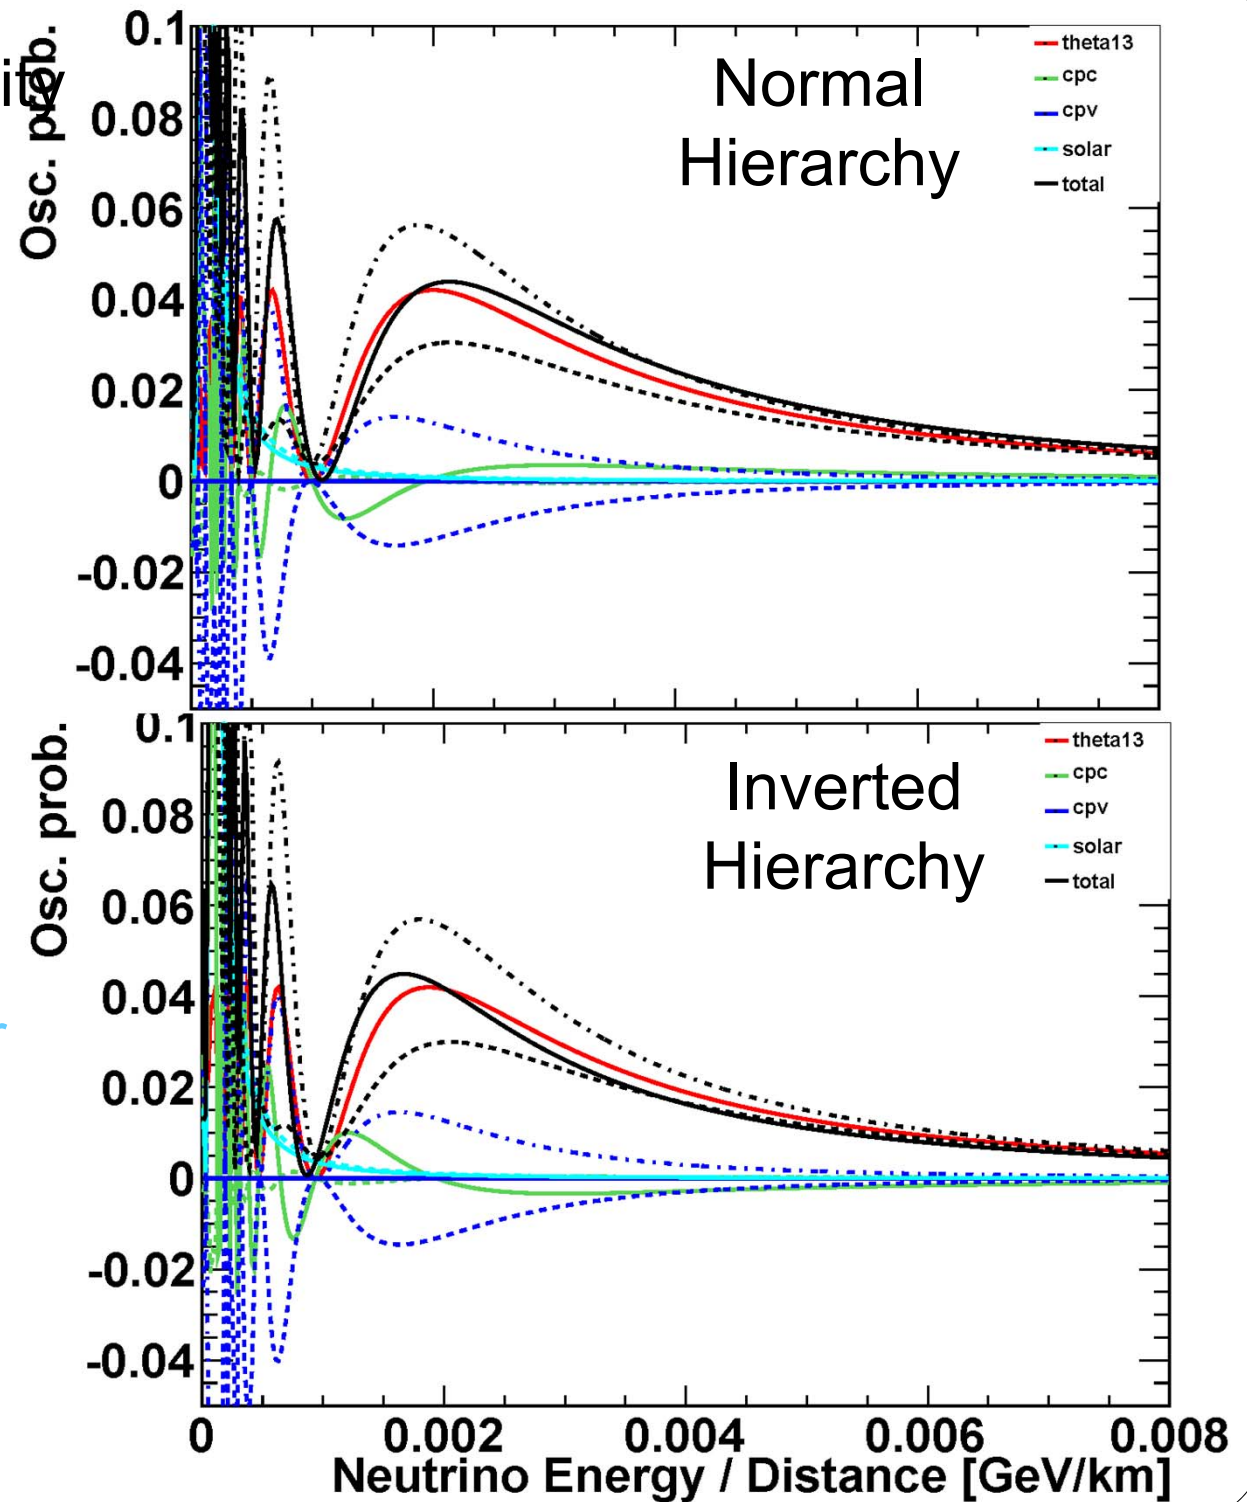 0.1
ity
Osc. prob.
Normal
Hierarchy
theta13
cpc
cpv
solar
total
0.08
0.06
0.04
0.02
0
-0.02
-0.04
0.1
Osc. prob.
Inverted
Hierarchy
theta13
cpc
cpv
solar
total
0.08
0.06
0.04
0.02
0
-0.02
-0.04
0 0.002 0.004 0.006 0.008
Neutrino Energy / Distance [GeV/km]